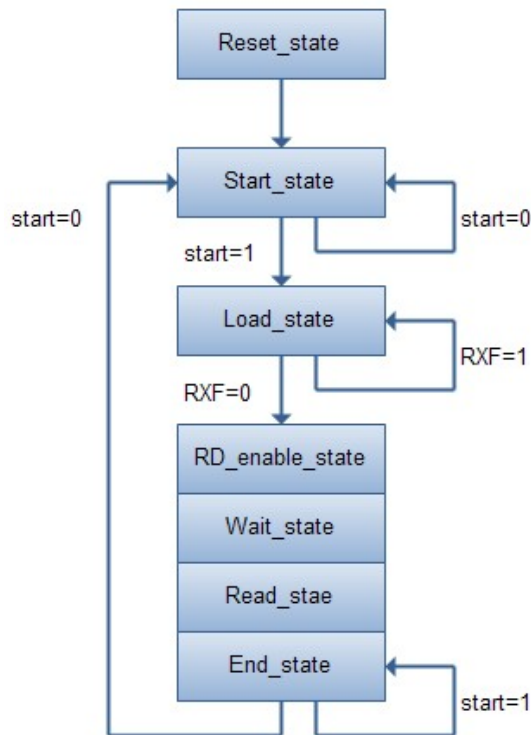 Reset_state
Start_state
start=0
start=0
start=1
Load_state
RXF=1
RXF=0
RD_enable_state
Wait_state
Read_stae
End_state
start=1